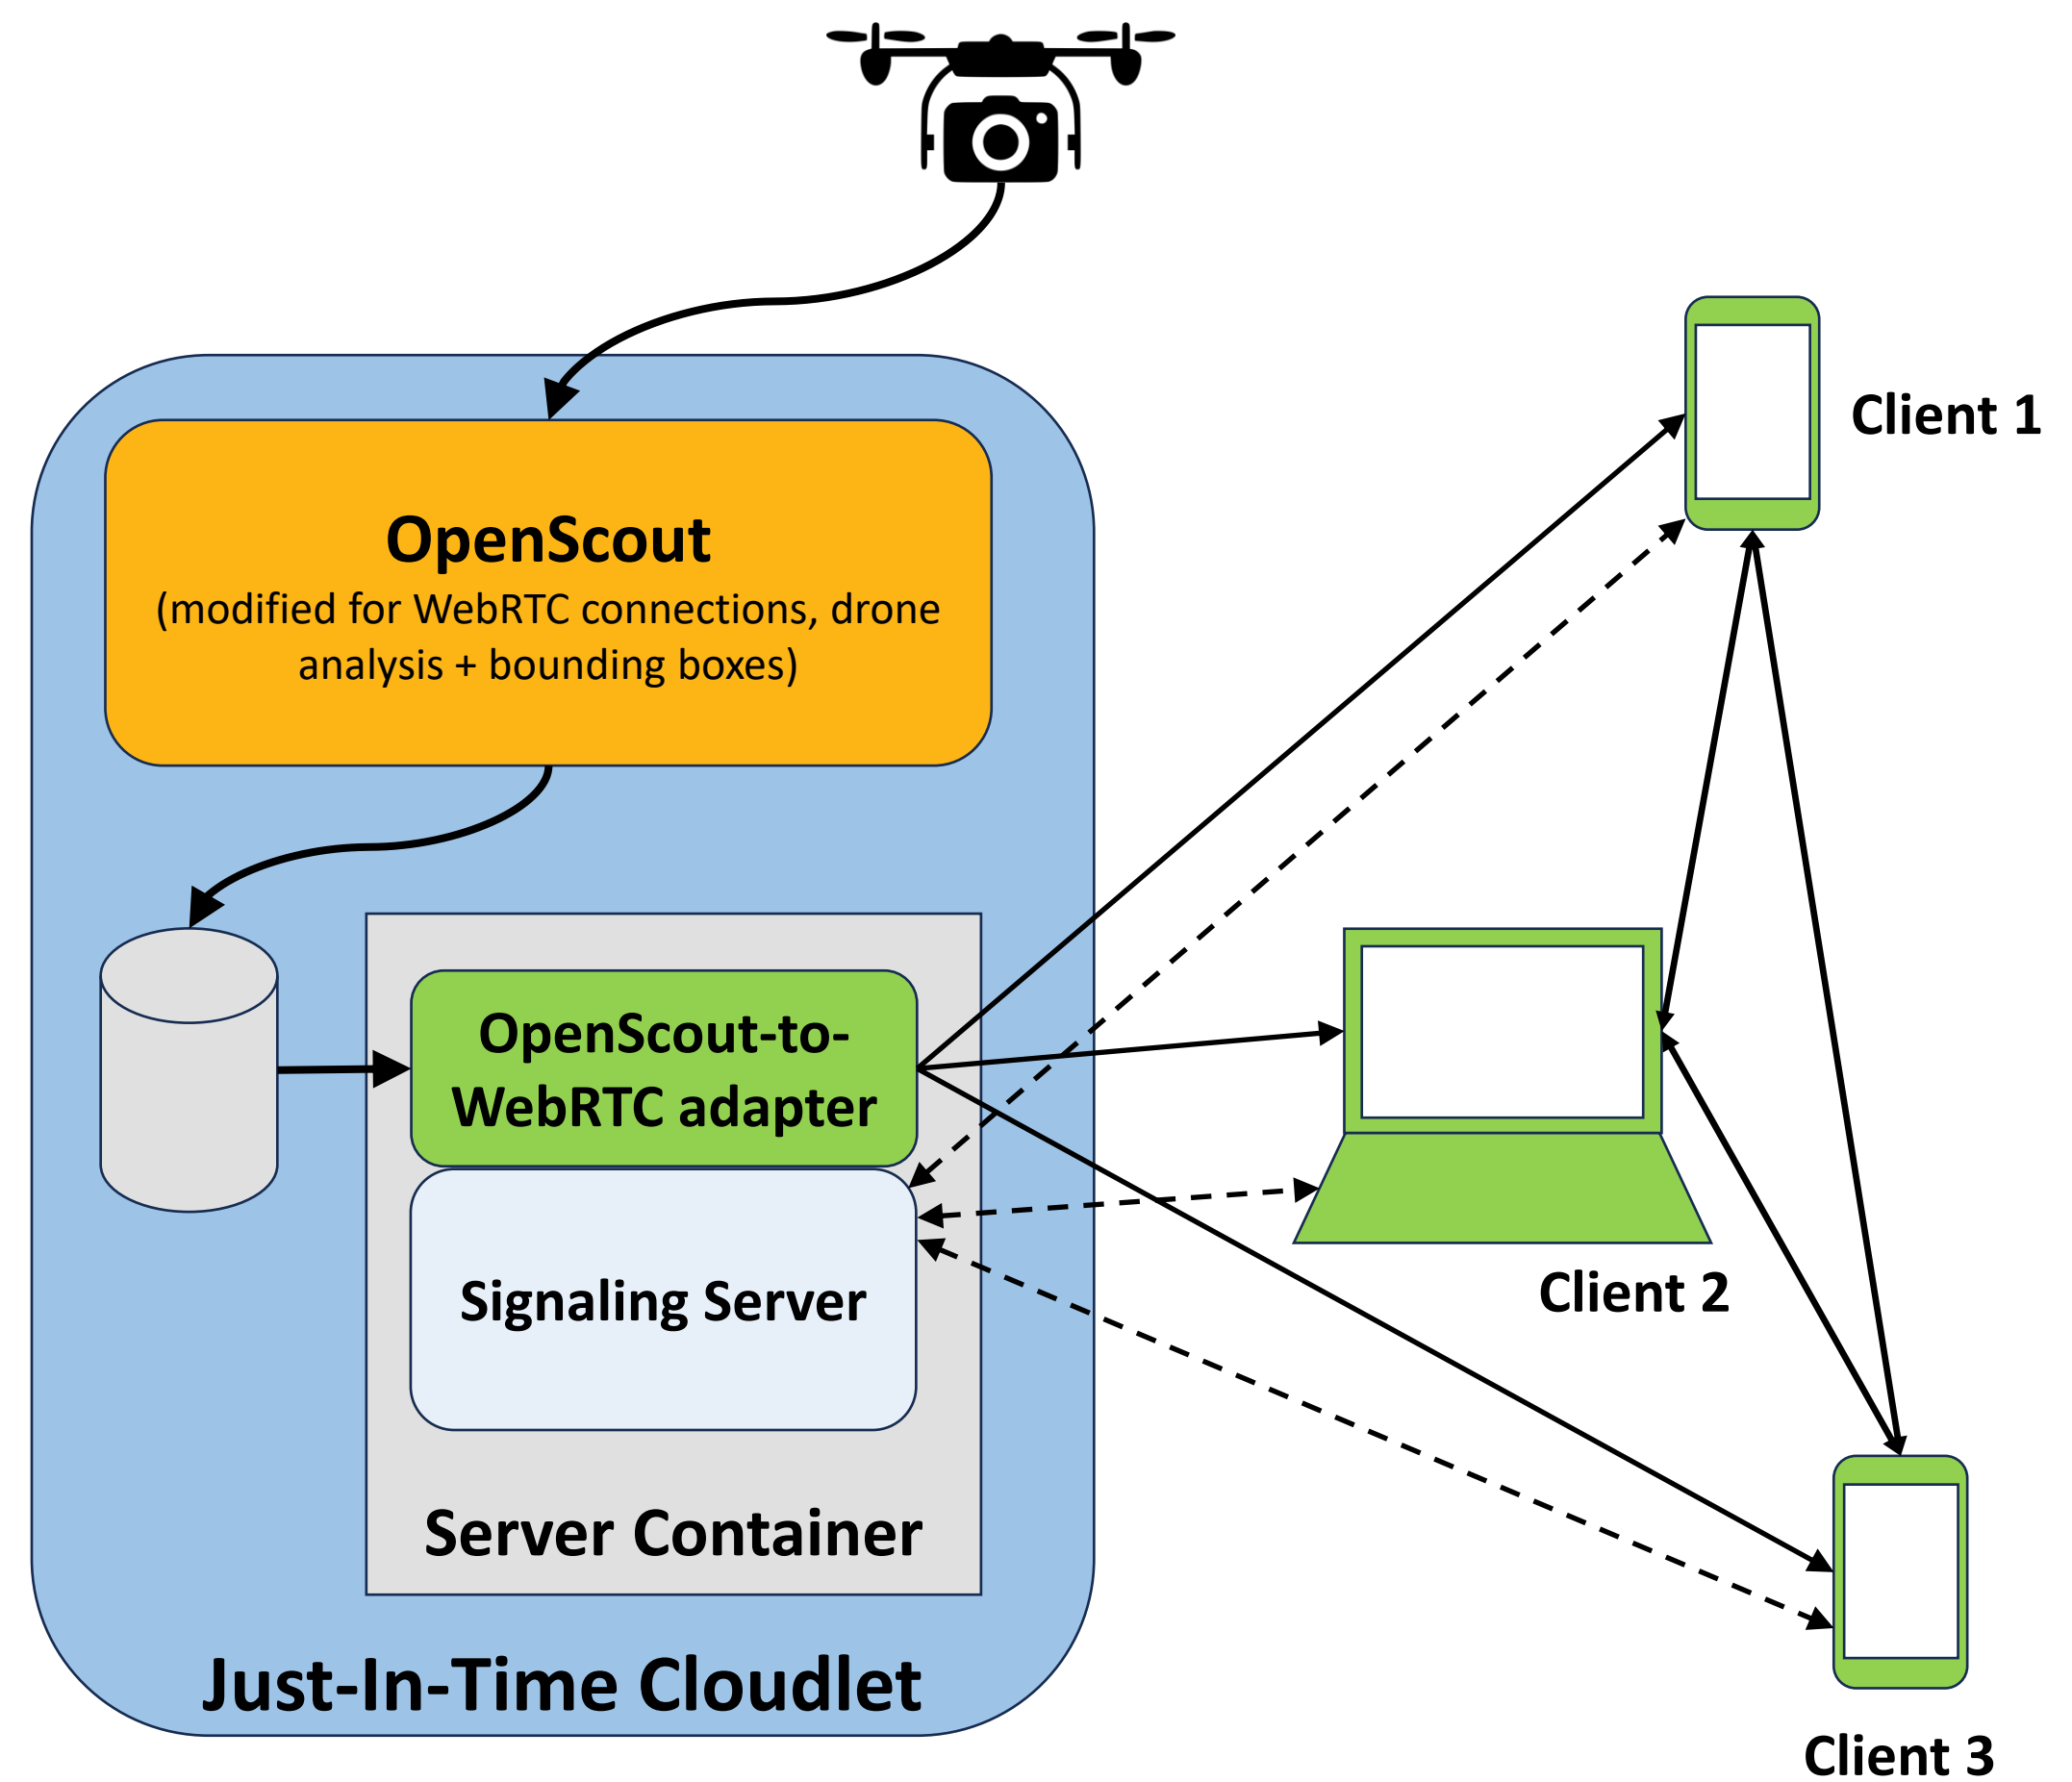 OpenScout
(modified for WebRTC connections, drone
analysis + bounding boxes)
Client 1
OpenScout-to-
WebRTC adapter
Signaling Server
Client 2
Server Container
Just-In-Time Cloudlet
Client 3